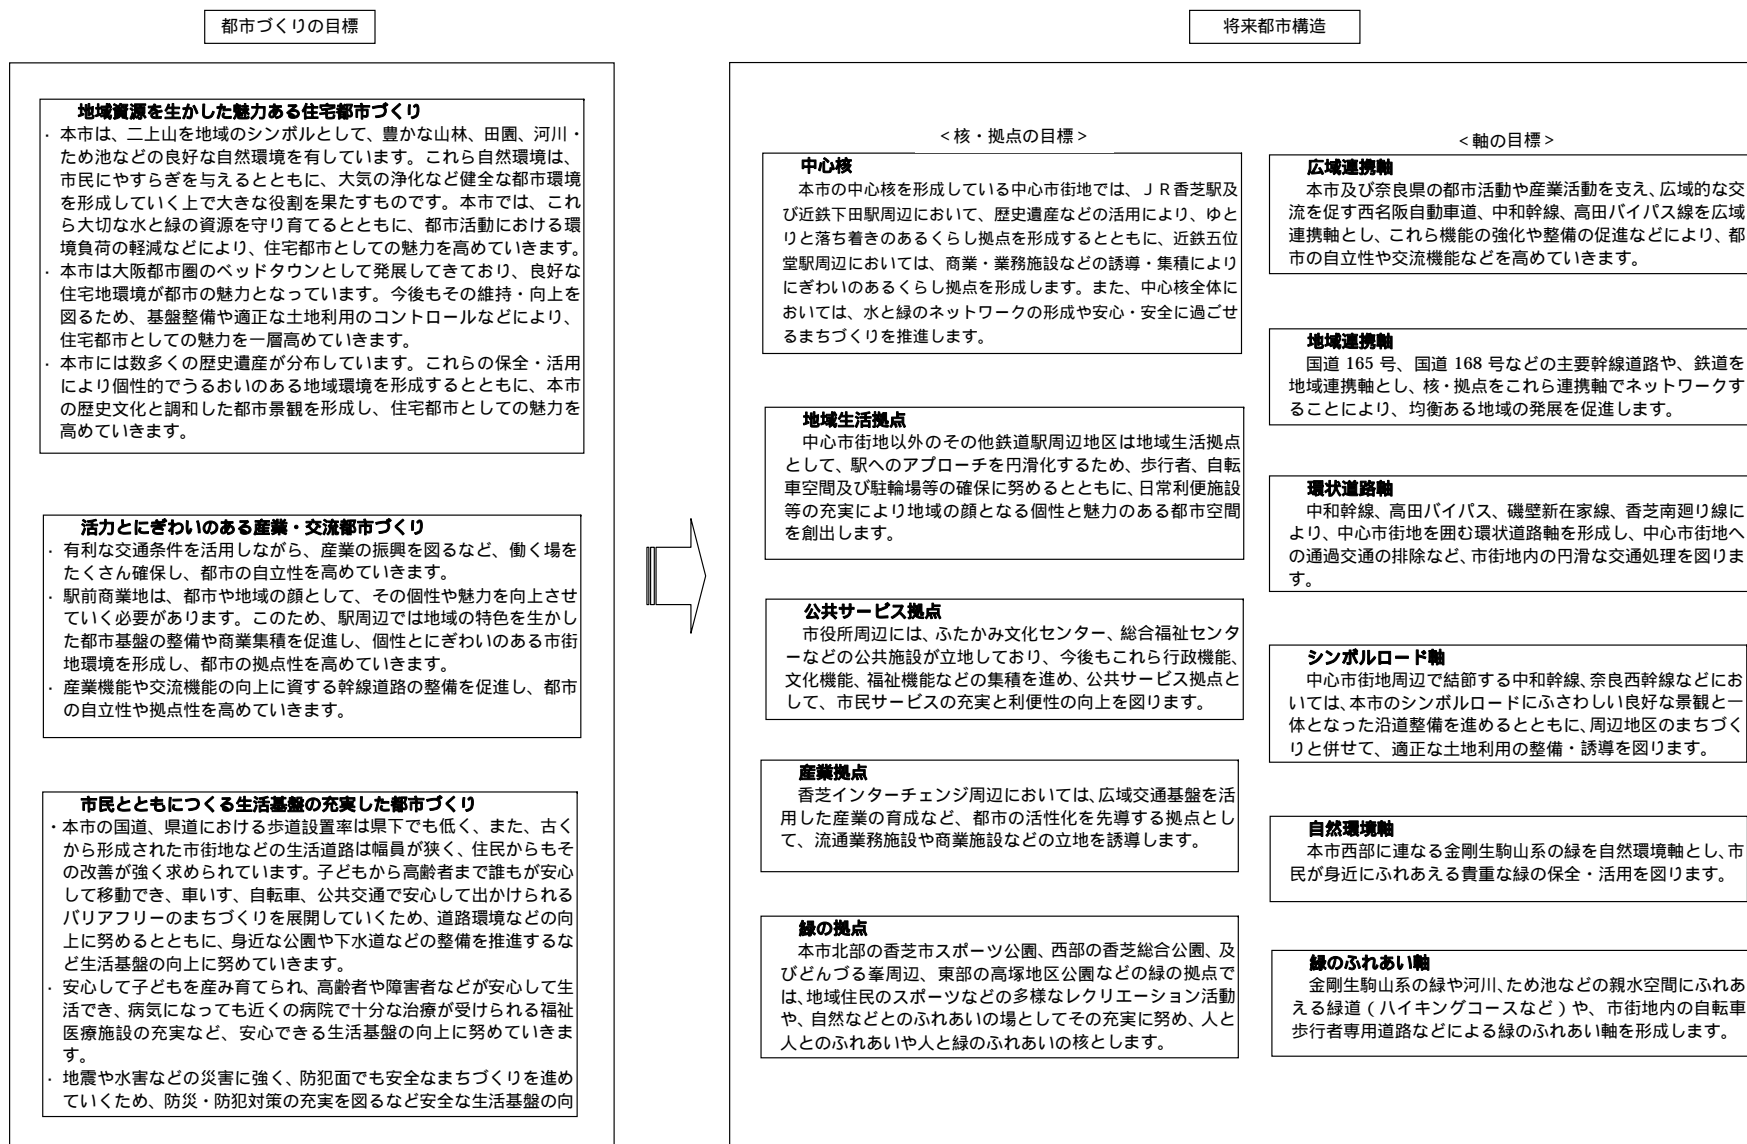 都市づくりの目標
地域資源を生かした魅力ある住宅都市づくり
・本市は、二上山を地域のシンボルとして、豊かな山林、田園、河川・
ため池などの良好な自然環境を有しています。これら自然環境は、
市民にやすらぎを与えるとともに、大気の浄化など健全な都市環境
を形成していく上で大きな役割を果たすものです。本市では、これ
ら大切な水と緑の資源を守り育てるとともに、都市活動における環
境負荷の軽減などにより、住宅都市としての魅力を高めていきます。
・本市は大阪都市圏のベッドタウンとして発展してきており、良好な
住宅地環境が都市の魅力となっています。今後もその維持・向上を
図るため、基盤整備や適正な土地利用のコントロールなどにより、
住宅都市としての魅力を一層高めていきます。
・本市には数多くの歴史遺産が分布しています。これらの保全・活用
により個性的でうるおいのある地域環境を形成するとともに、本市
の歴史文化と調和した都市景観を形成し、住宅都市としての魅力を
高めていきます。
活力とにぎわいのある産業・交流都市づくり
・有利な交通条件を活用しながら、産業の振興を図るなど、働く場を
たくさん確保し、都市の自立性を高めていきます。
・駅前商業地は、都市や地域の顔として、その個性や魅力を向上させ
ていく必要があります。このため、駅周辺では地域の特色を生かし
た都市基盤の整備や商業集積を促進し、個性とにぎわいのある市街
地環境を形成し、都市の拠点性を高めていきます。
・産業機能や交流機能の向上に資する幹線道路の整備を促進し、都市
の自立性や拠点性を高めていきます。
市民とともにつくる生活基盤の充実した都市づくり
・本市の国道、県道における歩道設置率は県下でも低く、また、古く
から形成された市街地などの生活道路は幅員が狭く、住民からもそ
の改善が強く求められています。子どもから高齢者まで誰もが安心
して移動でき、車いす、自転車、公共交通で安心して出かけられる
バリアフリーのまちづくりを展開していくため、道路環境などの向
上に努めるとともに、身近な公園や下水道などの整備を推進するな
ど生活基盤の向上に努めていきます。
・安心して子どもを産み育てられ、高齢者や障害者などが安心して生
活でき、病気になっても近くの病院で十分な治療が受けられる福祉
医療施設の充実など、安心できる生活基盤の向上に努めていきま
す。
・地震や水害などの災害に強く、防犯面でも安全なまちづくりを進め
ていくため、防災・防犯対策の充実を図るなど安全な生活基盤の向
将来都市構造
<核・拠点の目標>
中心核
本市の中心核を形成している中心市街地では、JR香芝駅及
び近鉄下田駅周辺において、歴史遺産などの活用により、ゆと
りと落ち着きのあるくらし拠点を形成するとともに、近鉄五位
堂駅周辺においては、商業・業務施設などの誘導・集積により
にぎわいのあるくらし拠点を形成します。また、中心核全体に
おいては、水と緑のネットワークの形成や安心・安全に過ごせ
るまちづくりを推進します。
地域生活拠点
中心市街地以外のその他鉄道駅周辺地区は地域生活拠点
として、駅へのアプローチを円滑化するため、歩行者、自転
車空間及び駐輪場等の確保に努めるとともに、日常利便施設
等の充実により地域の顔となる個性と魅力のある都市空間
を創出します。
公共サービス拠点
市役所周辺には、ふたかみ文化センター、総合福祉センタ
ーなどの公共施設が立地しており、今後もこれら行政機能、
文化機能、福祉機能などの集積を進め、公共サービス拠点と
して、市民サービスの充実と利便性の向上を図ります。
産業拠点
香芝インターチェンジ周辺においては、広域交通基盤を活
用した産業の育成など、都市の活性化を先導する拠点とし
て、流通業務施設や商業施設などの立地を誘導します。
緑の拠点
本市北部の香芝市スポーツ公園、西部の香芝総合公園、及
びどんづる峯周辺、東部の高塚地区公園などの緑の拠点で
は、地域住民のスポーツなどの多様なレクリエーション活動
や、自然などとのふれあいの場としてその充実に努め、人と
人とのふれあいや人と緑のふれあいの核とします。
<軸の目標>
広域連携軸
本市及び奈良県の都市活動や産業活動を支え、広域的な交
流を促す西名阪自動車道、中和幹線、高田バイパス線を広域
連携軸とし、これら機能の強化や整備の促進などにより、都
市の自立性や交流機能などを高めていきます。
地域連携軸
国道 165 号、国道 168 号などの主要幹線道路や、鉄道を
地域連携軸とし、核・拠点をこれら連携軸でネットワークす
ることにより、均衡ある地域の発展を促進します。
環状道路軸
中和幹線、高田バイパス、磯壁新在家線、香芝南廻り線に
より、中心市街地を囲む環状道路軸を形成し、中心市街地へ
の通過交通の排除など、市街地内の円滑な交通処理を図りま
す。
シンボルロード軸
中心市街地周辺で結節する中和幹線、奈良西幹線などにお
いては、本市のシンボルロードにふさわしい良好な景観と一
体となった沿道整備を進めるとともに、周辺地区のまちづく
りと併せて、適正な土地利用の整備・誘導を図ります。
自然環境軸
本市西部に連なる金剛生駒山系の緑を自然環境軸とし、市
民が身近にふれあえる貴重な緑の保全・活用を図ります。
緑のふれあい軸
金剛生駒山系の緑や河川、ため池などの親水空間にふれあ
える緑道(ハイキングコースなど)や、市街地内の自転車
歩行者専用道路などによる緑のふれあい軸を形成します。